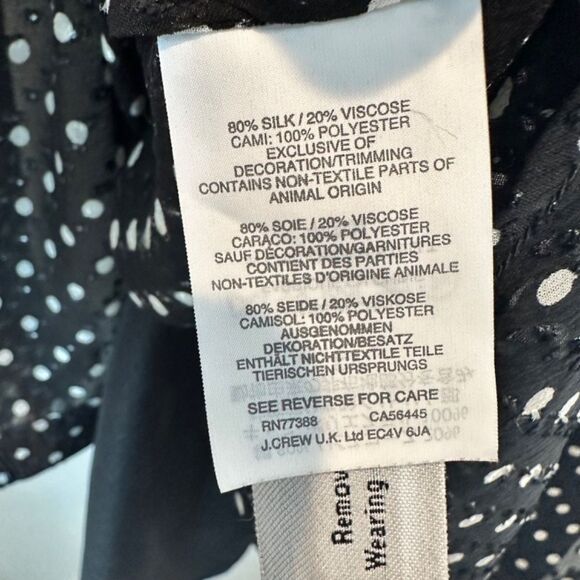 80% SILK / 20% VISCOSE
CAMI: 100% POLYESTER
EXCLUSIVE OF
DECORATION/TRIMMING
CONTAINS NON-TEXTILE PARTS OF
ANIMAL ORIGIN
80% SOIE / 20% VISCOSE
CARACO: 100% POLYESTER
SAUF DÉCORATION/GARNITURES
CONTIENT DES PARTIES
NON-TEXTILES D'ORIGINE ANIMALE
80% SEIDE / 20% VISKOSE
CAMISOL: 100% POLYESTER
AUSGENOMMEN
DEKORATION/BESATZ
ENTHÄLT NICHTTEXTILE TEILE
TIERISCHEN URSPRUNGS
SEE REVERSE FOR CARE
RN77388 CA56445
J.CREW U.K. Ltd EC4V 6JA
Wearing